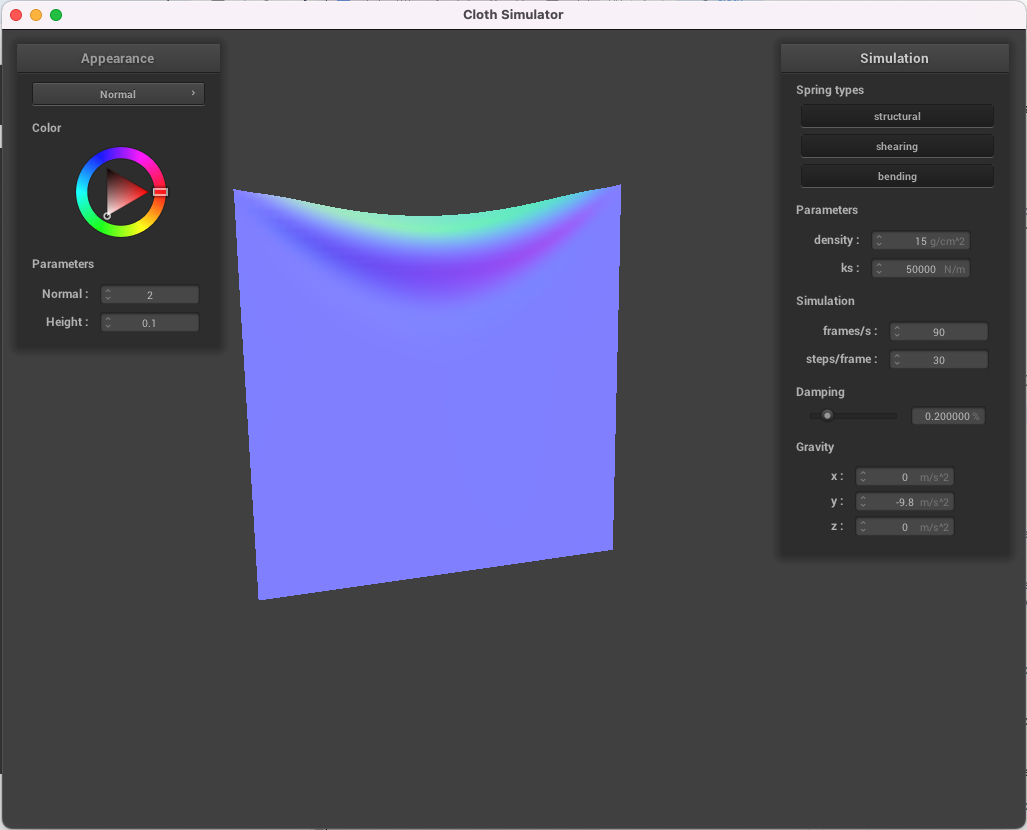 Cloth Simulator
Appearance
Normal
Color
Parameters
Normal : 2
Height : 0.1
Simulation
Spring types
structural
shearing
bending
Parameters
density : 15 g/cm^2
ks : 50000 N/m
Simulation
frames/s : 90
steps/frame : 30
Damping
0.200000 %
Gravity
x : 0 m/s^2
y : -9.8 m/s^2
z : 0 m/s^2